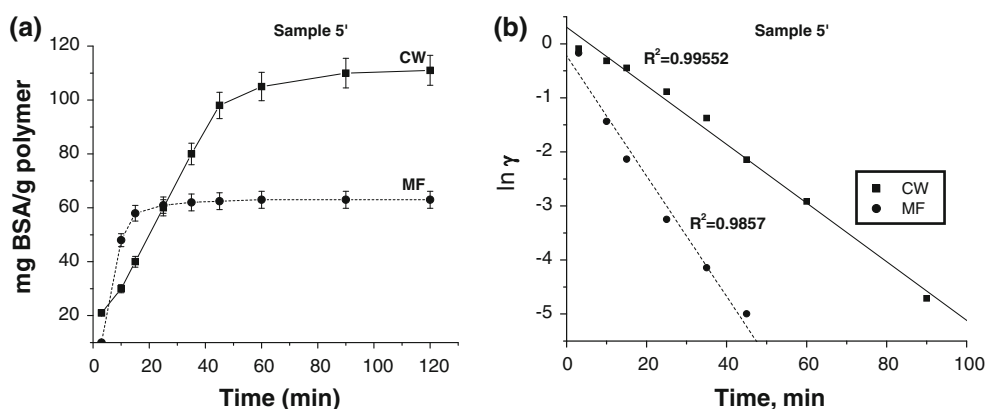 (a)
Sample 5'
CW
MF
mg BSA/g polymer
120
100
80
60
40
20
0 20 40 60 80 100 120
Time (min)
(b)
Sample 5'
R²=0.99552
R²=0.9857
CW
MF
ln γ
0
-1
-2
-3
-4
-5
0 20 40 60 80 100
Time, min